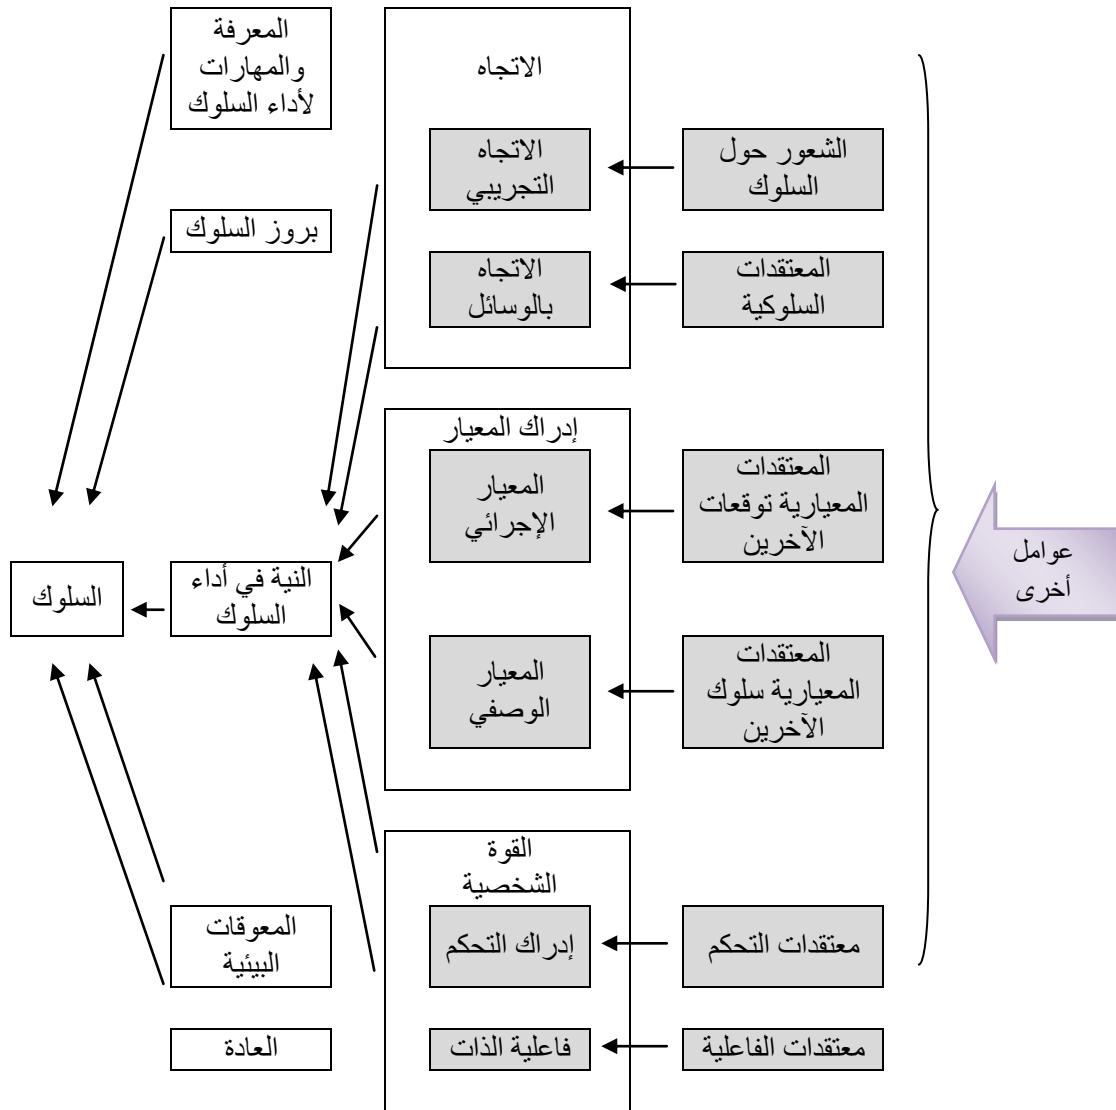 المعرفة
والمهارات
لأداء السلوك
الاتجاه
الشعور حول
السلوك
الاتجاه
التجريبي
بروز السلوك
المعتقدات
السلوكية
الاتجاه
بالوسائل
إدراك المعيار
المعتقدات
المعيارية توقعات
الآخرين
المعيار
الإجرائي
عوامل
أخرى
النية في أداء
السلوك
السلوك
المعتقدات
المعيارية سلوك
الآخرين
المعيار
الوصفي
القوة
الشخصية
معتقدات التحكم
إدراك التحكم
المعوقات
البيئية
معتقدات الفاعلية
فاعلية الذات
العادة